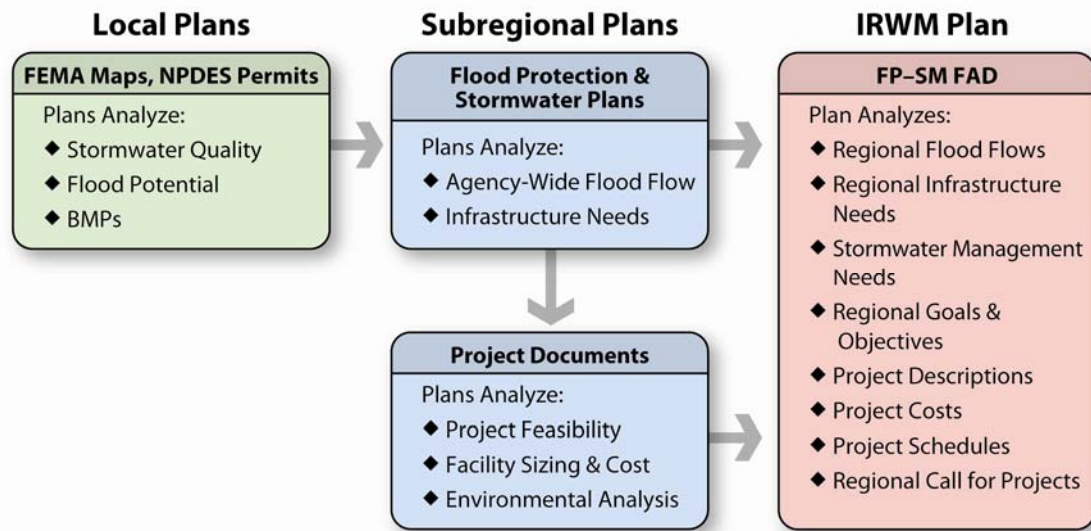 Local Plans
FEMA Maps, NPDES Permits
Plans Analyze:
◆ Stormwater Quality
◆ Flood Potential
◆ BMPs
Subregional Plans
Flood Protection &
Stormwater Plans
Plans Analyze:
◆ Agency-Wide Flood Flow
◆ Infrastructure Needs
Project Documents
Plans Analyze:
◆ Project Feasibility
◆ Facility Sizing & Cost
◆ Environmental Analysis
IRWM Plan
FP–SM FAD
Plan Analyzes:
◆ Regional Flood Flows
◆ Regional Infrastructure
Needs
◆ Stormwater Management
Needs
◆ Regional Goals &
Objectives
◆ Project Descriptions
◆ Project Costs
◆ Project Schedules
◆ Regional Call for Projects